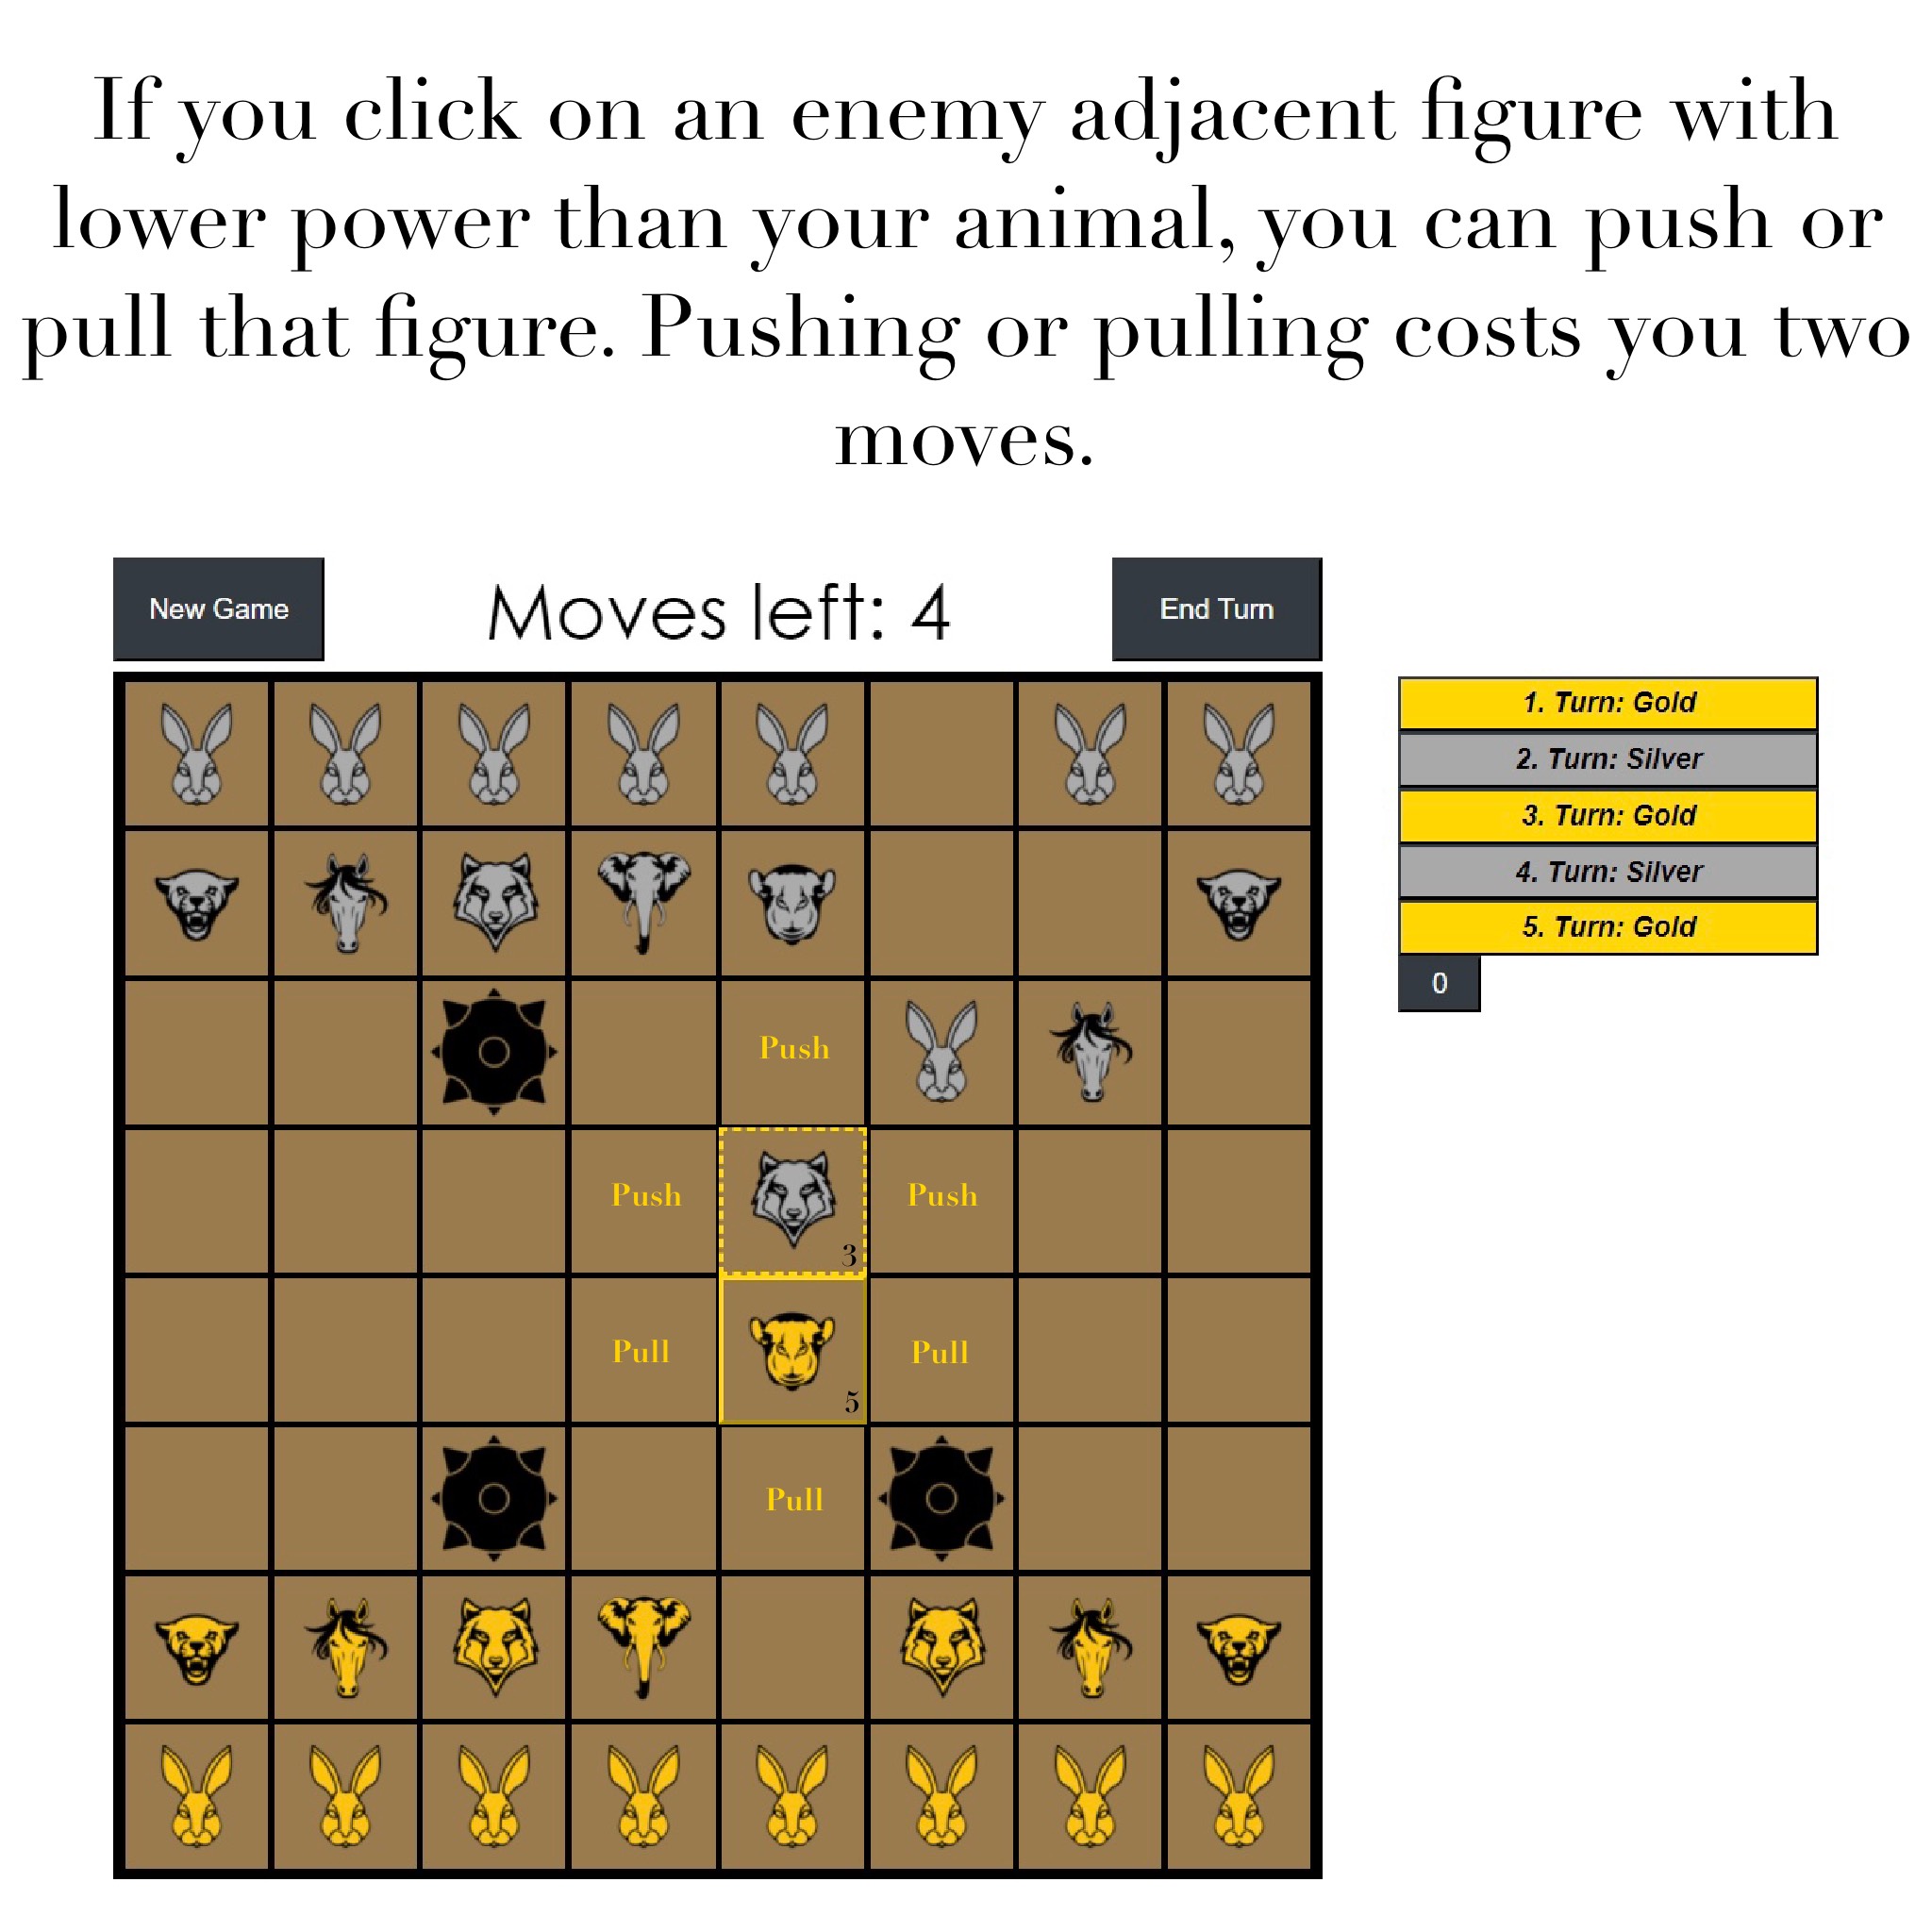 If you click on an enemy adjacent figure with
lower power than your animal, you can push or
pull that figure. Pushing or pulling costs you two
moves.
New Game
Moves left: 4
End Turn
1. Turn: Gold
2. Turn: Silver
3. Turn: Gold
4. Turn: Silver
5. Turn: Gold
0
Push
Push
Push
3
Pull
Pull
5
Pull